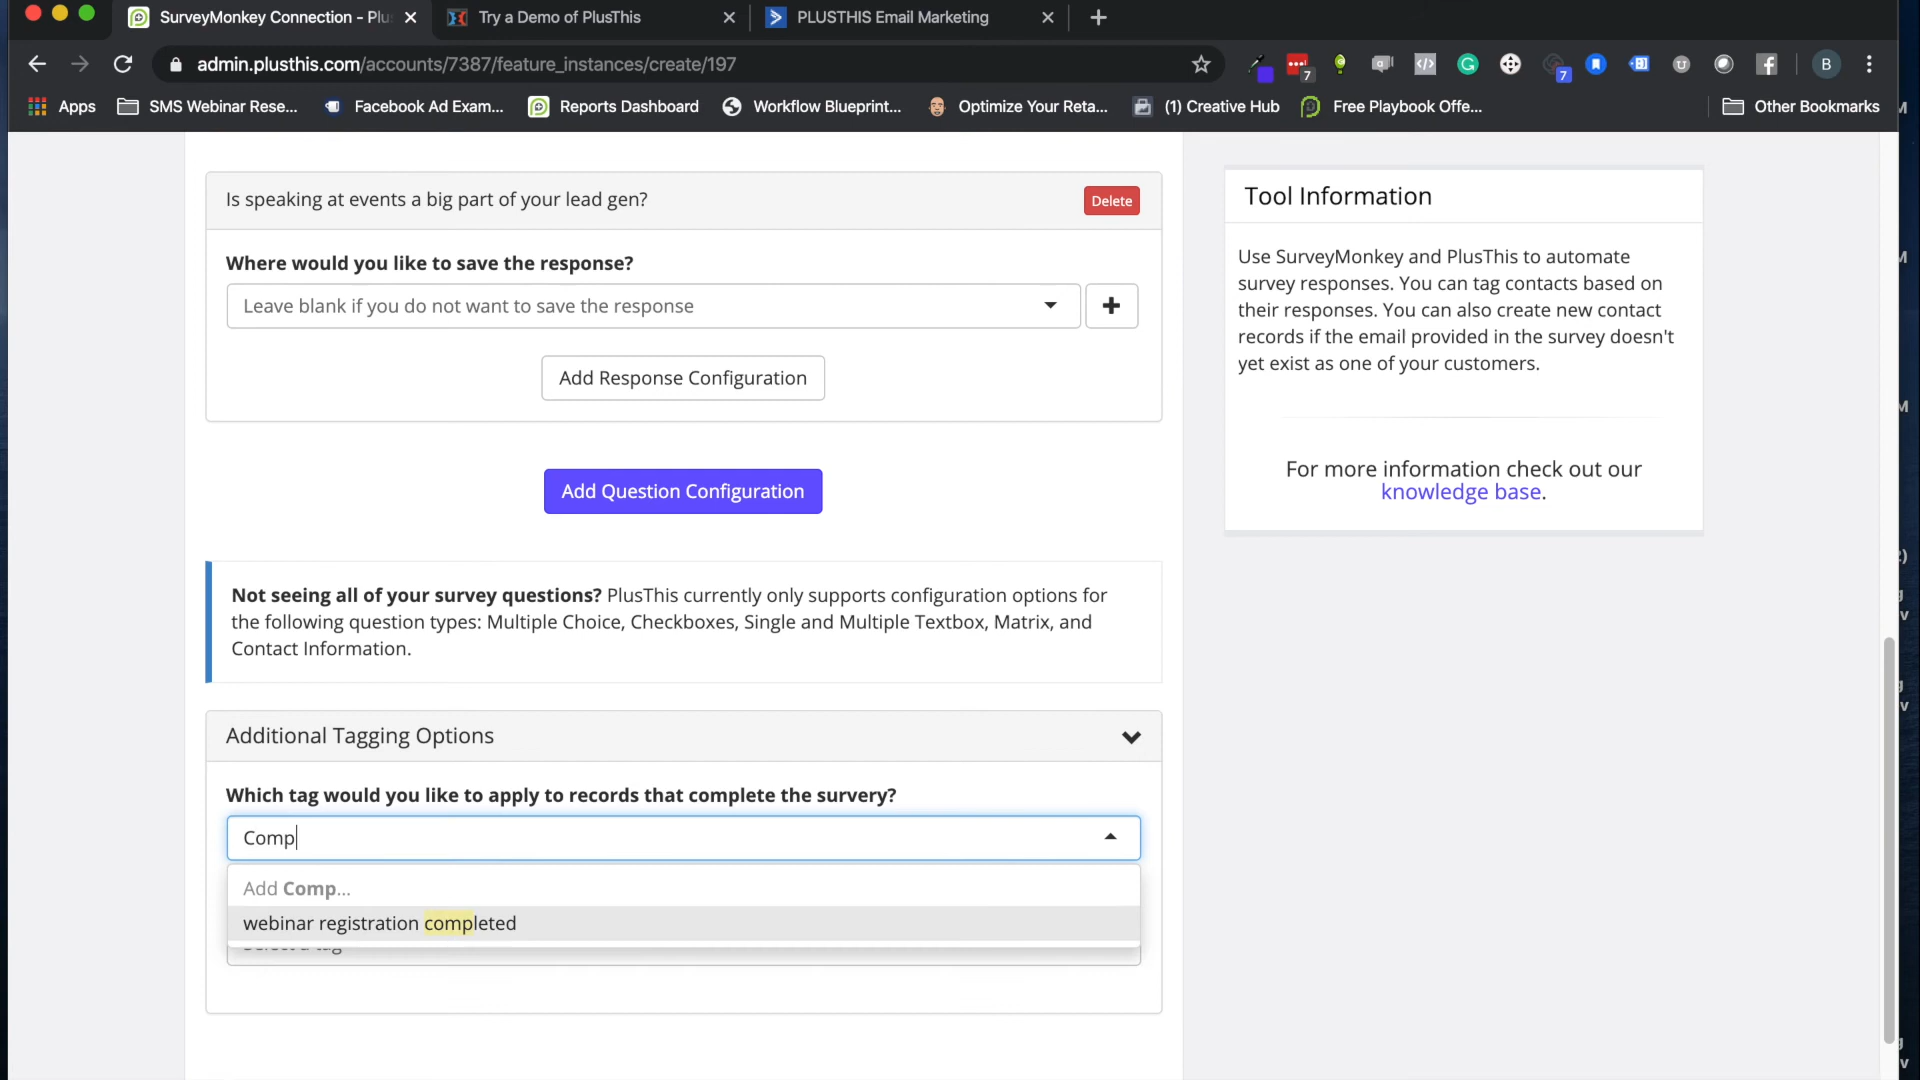 SurveyMonkey Connection - Plu
Try a Demo of PlusThis
PLUSTHIS Email Marketing
admin.plusthis.com/accounts/7387/feature_instances/create/197
7
7
B
Apps
SMS Webinar Rese...
Facebook Ad Exam...
Reports Dashboard
Workflow Blueprint...
Optimize Your Reta...
(1) Creative Hub
Free Playbook Offe...
Other Bookmarks
Is speaking at events a big part of your lead gen?
Delete
Where would you like to save the response?
Leave blank if you do not want to save the response
Add Response Configuration
Add Question Configuration
Not seeing all of your survey questions? PlusThis currently only supports configuration options for
the following question types: Multiple Choice, Checkboxes, Single and Multiple Textbox, Matrix, and
Contact Information.
Additional Tagging Options
Which tag would you like to apply to records that complete the survery?
Comp
Add Comp...
webinar registration completed
Tool Information
Use SurveyMonkey and PlusThis to automate
survey responses. You can tag contacts based on
their responses. You can also create new contact
records if the email provided in the survey doesn't
yet exist as one of your customers.
For more information check out our
knowledge base.